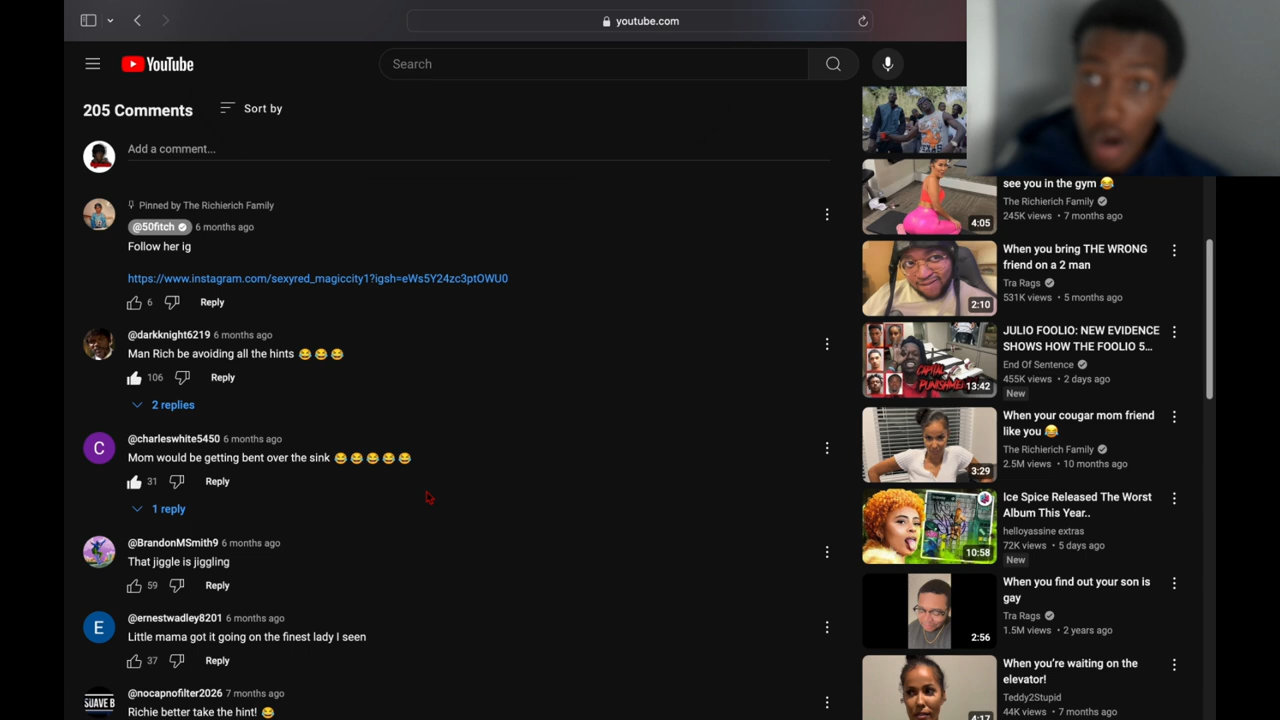 youtube.com
YouTube
Search
205 Comments
Sort by
Add a comment...
Pinned by The Richierich Family
@50fitch
6 months ago
Follow her ig
https://www.instagram.com/sexyred_magiccity1?igsh=eWs5Y24zc3ptOWU0
6
Reply
@darkknight6219 6 months ago
Man Rich be avoiding all the hints 😂 😂 😂
106
Reply
2 replies
C
@charleswhite5450 6 months ago
Mom would be getting bent over the sink 😂 😂 😂 😂 😂
31
Reply
1 reply
@BrandonMSmith9 6 months ago
That jiggle is jiggling
59
Reply
E
@ernestwadley8201 6 months ago
Little mama got it going on the finest lady I seen
37
Reply
SUAVE B
@nocapnofilter2026 7 months ago
Richie better take the hint! 😂
4:05
see you in the gym 😂
The Richierich Family
245K views • 7 months ago
2:10
When you bring THE WRONG
friend on a 2 man
Tra Rags
531K views • 5 months ago
CAPITAL
PUNISHMENT
13:42
JULIO FOOLIO: NEW EVIDENCE
SHOWS HOW THE FOOLIO 5...
End Of Sentence
455K views • 2 days ago
New
3:29
When your cougar mom friend
like you 😂
The Richierich Family
2.5M views • 10 months ago
10:58
Ice Spice Released The Worst
Album This Year..
helloyassine extras
72K views • 5 days ago
New
2:56
When you find out your son is
gay
Tra Rags
1.5M views • 2 years ago
4:17
When you're waiting on the
elevator!
Teddy2Stupid
44K views • 7 months ago